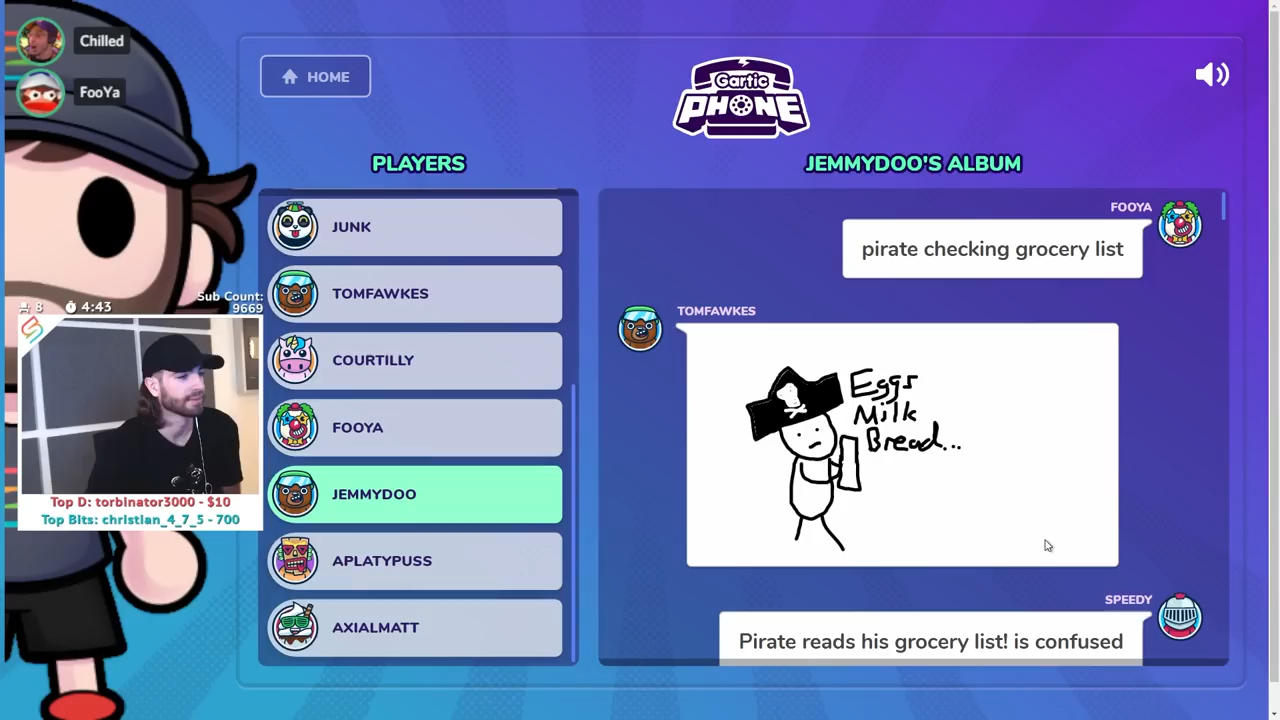 Chilled
FooYa
HOME
Gartic
PHONE
PLAYERS
JEMMYDOO'S ALBUM
JUNK
TOMFAWKES
COURTILLY
FOOYA
JEMMYDOO
APLATYPUSS
AXIALMATT
FOOYA
pirate checking grocery list
TOMFAWKES
Eggs
Milk
Bread...
SPEEDY
Pirate reads his grocery list! is confused
8
4:43
Sub Count:
9669
Top D: torbinator3000 - $10
Top Bits: christian_4_7_5 - 700